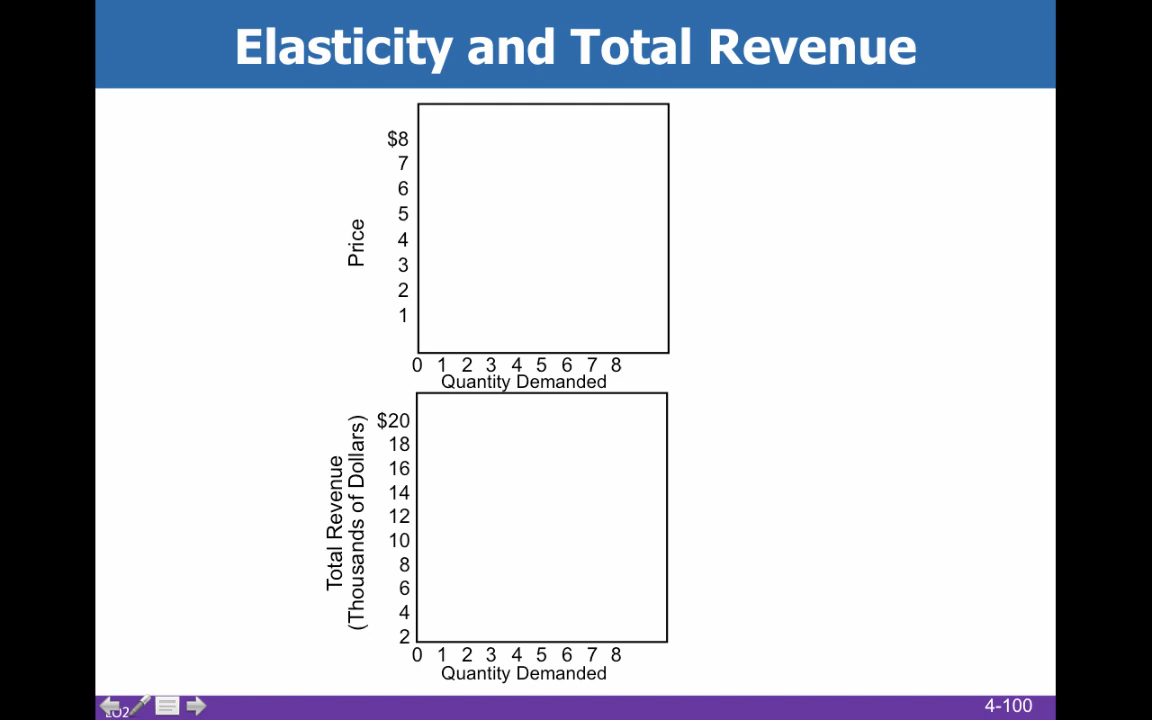 Elasticity and Total Revenue
Price
$8
7
6
5
4
3
2
1
0 1 2 3 4 5 6 7 8
Quantity Demanded
Total Revenue
(Thousands of Dollars)
$20
18
16
14
12
10
8
6
4
2
0 1 2 3 4 5 6 7 8
Quantity Demanded
LO2
4-100